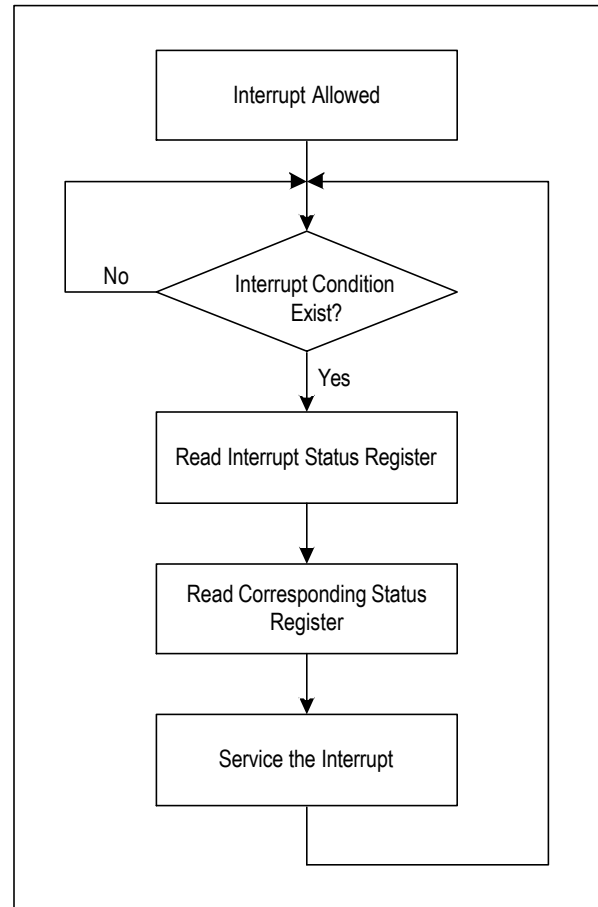 Interrupt Allowed
No
Interrupt Condition
Exist?
Yes
Read Interrupt Status Register
Read Corresponding Status
Register
Service the Interrupt